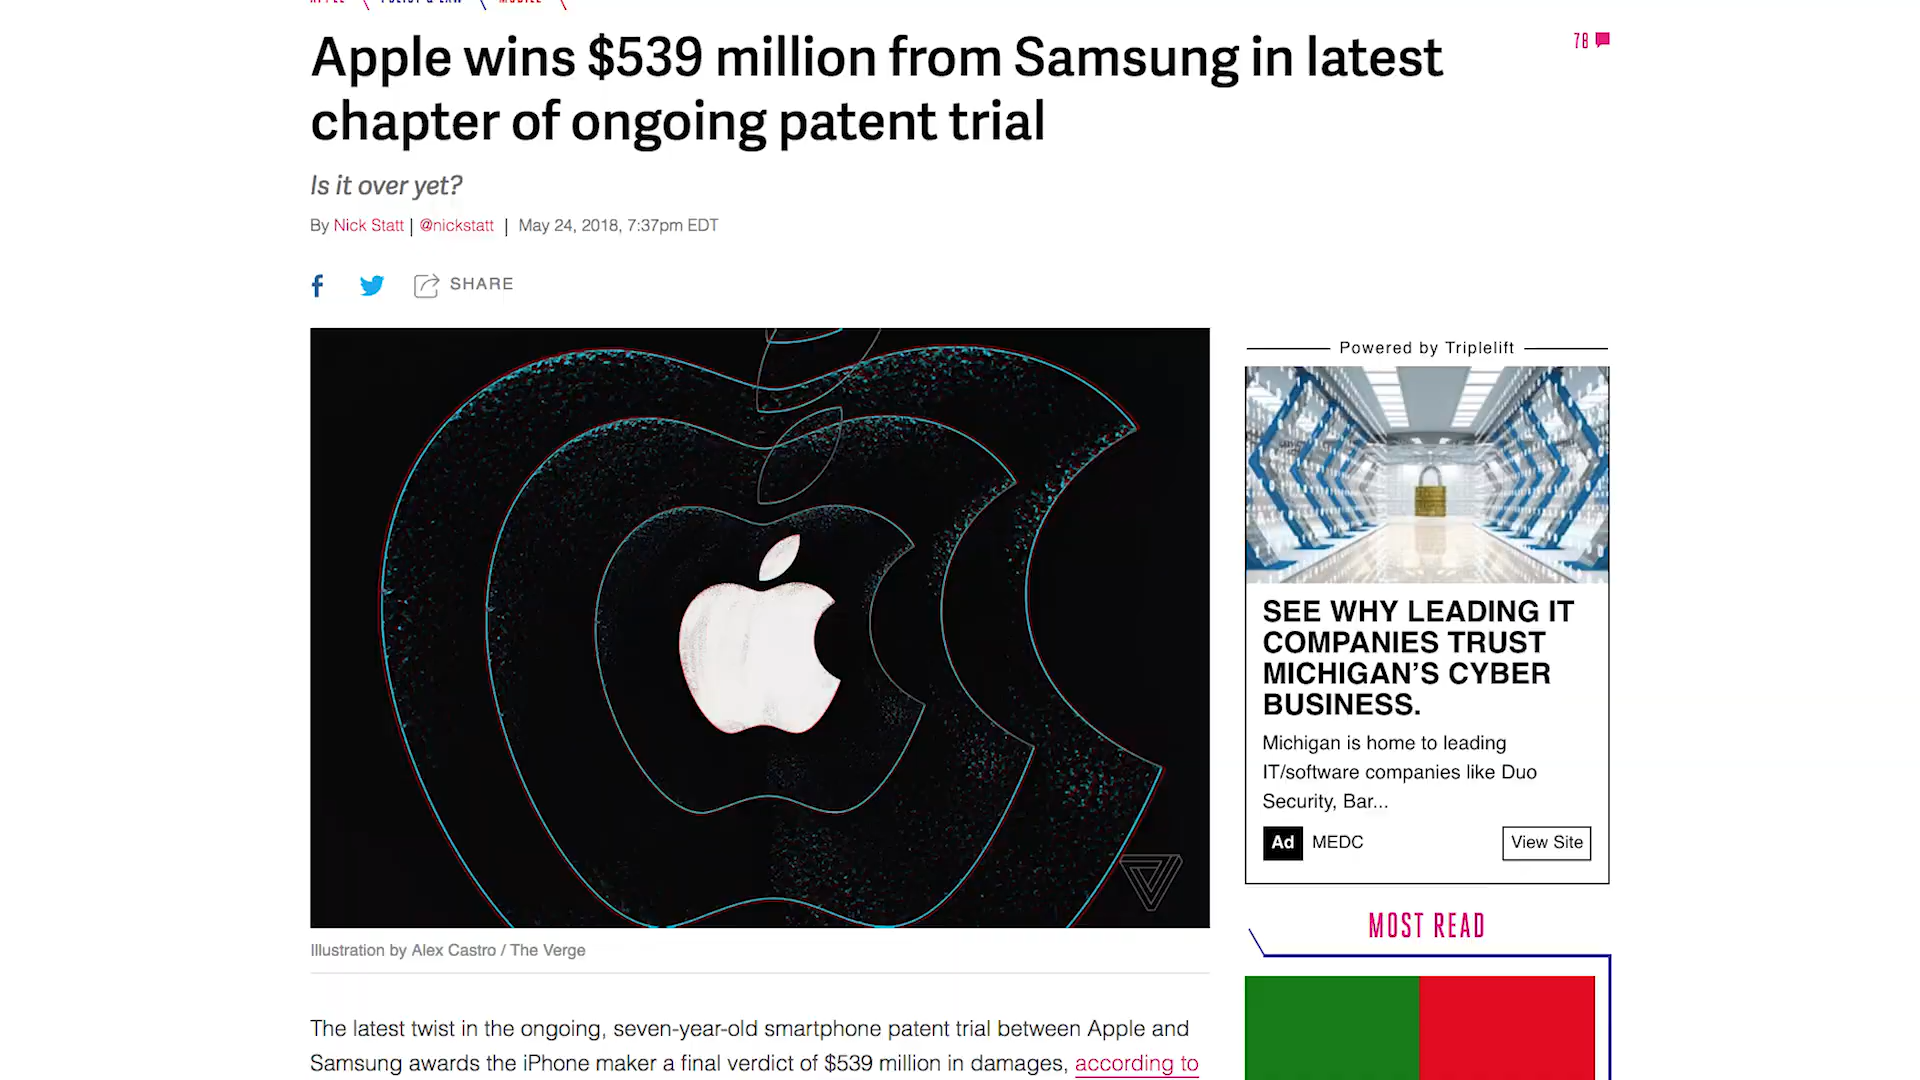 APPLE POLICY & LAW MOBILE
Apple wins $539 million from Samsung in latest
chapter of ongoing patent trial
78
Is it over yet?
By Nick Statt | @nickstatt | May 24, 2018, 7:37pm EDT
SHARE
Powered by Triplelift
SEE WHY LEADING IT
COMPANIES TRUST
MICHIGAN’S CYBER
BUSINESS.
Michigan is home to leading
IT/software companies like Duo
Security, Bar...
Ad MEDC View Site
MOST READ
Illustration by Alex Castro / The Verge
The latest twist in the ongoing, seven-year-old smartphone patent trial between Apple and
Samsung awards the iPhone maker a final verdict of $539 million in damages, according to